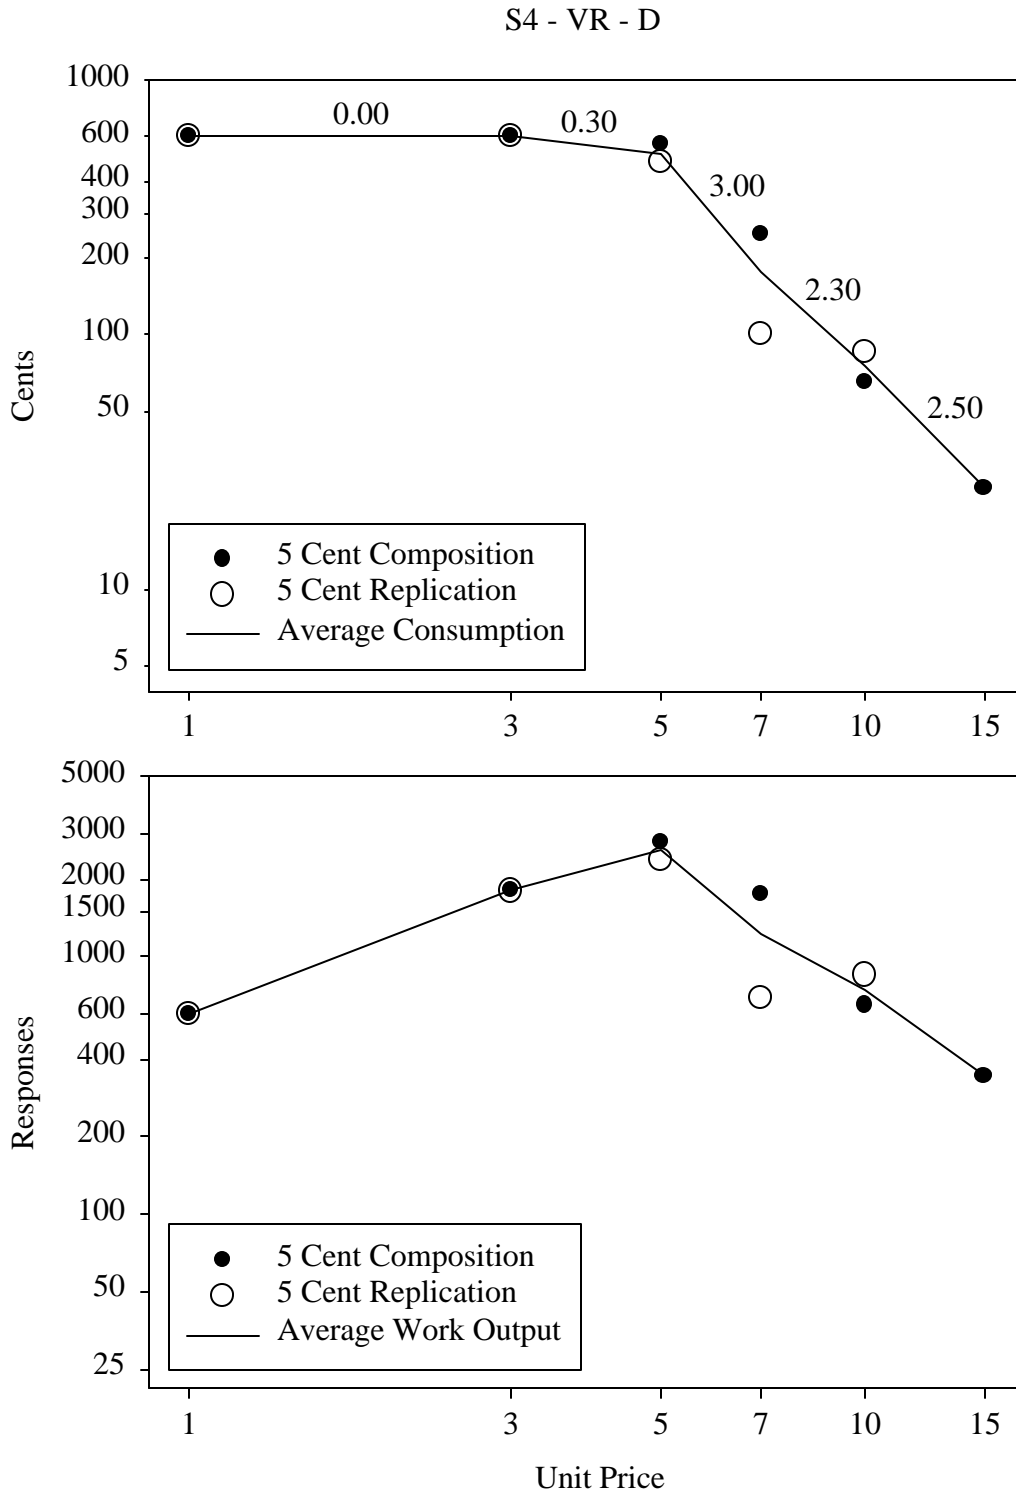 S4 - VR - D
1000
600
400
300
200
100
50
10
5
Cents
0.00
0.30
3.00
2.30
2.50
5 Cent Composition
5 Cent Replication
Average Consumption
1 3 5 7 10 15
5000
3000
2000
1500
1000
600
400
200
100
50
25
Responses
5 Cent Composition
5 Cent Replication
Average Work Output
1 3 5 7 10 15
Unit Price